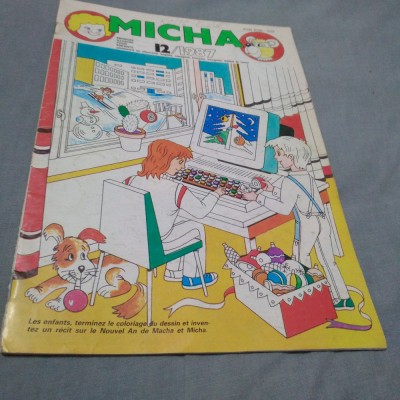 MICHA
12/1987
Les enfants, terminez le coloriage du dessin et inven-
tez un récit sur le Nouvel An de Macha et Micha.